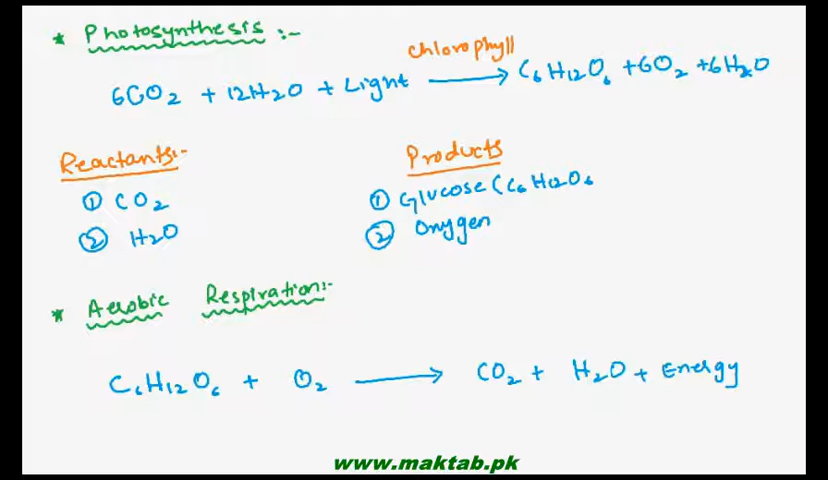 * Photosynthesis :-
chlorophyll
6CO2 + 12H2O + Light ⟶ C6H12O6 + 6O2 + 6H2O
Reactants:- Products
① CO2 ① Glucose (C6H12O6
② H2O ② Oxygen
* Aerobic Respiration:-
C6H12O6 + O2 ⟶ CO2 + H2O + Energy
www.maktab.pk